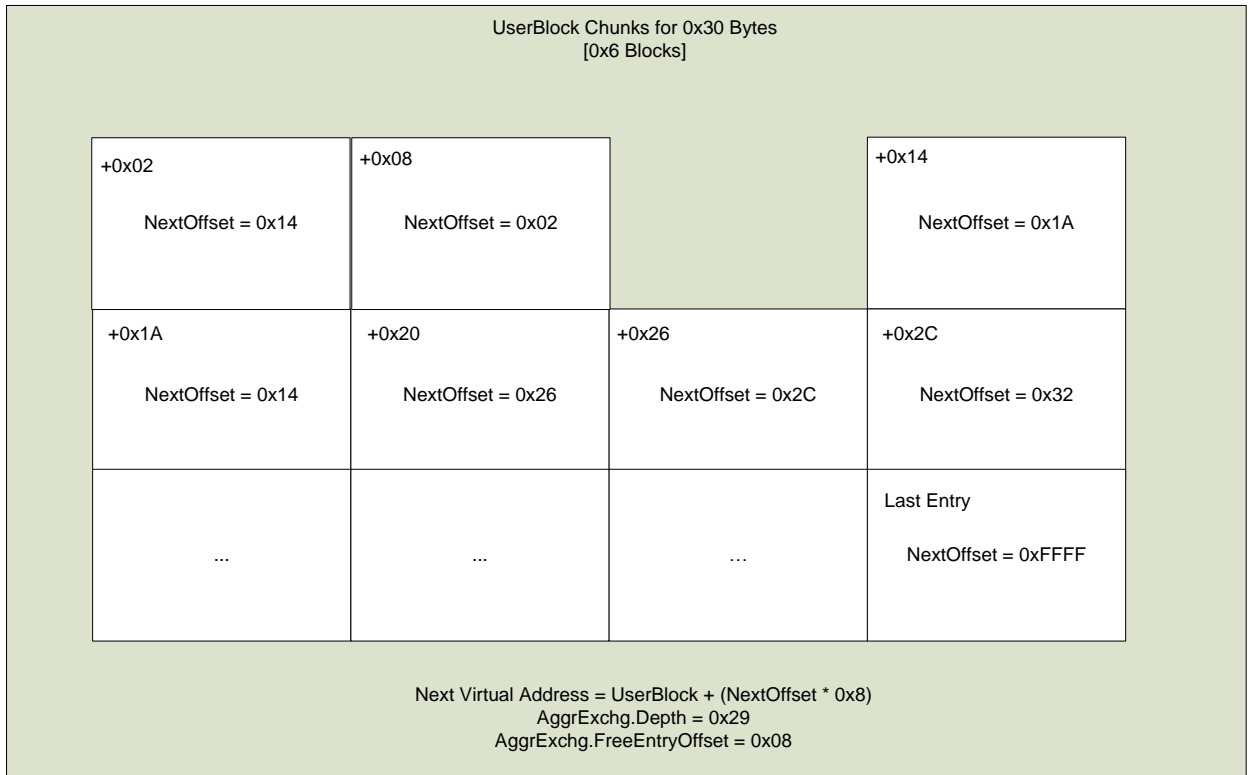 UserBlock Chunks for 0x30 Bytes
[0x6 Blocks]
+0x02
NextOffset = 0x14
+0x08
NextOffset = 0x02
+0x14
NextOffset = 0x1A
+0x1A
NextOffset = 0x14
+0x20
NextOffset = 0x26
+0x26
NextOffset = 0x2C
+0x2C
NextOffset = 0x32
...
...
…
Last Entry
NextOffset = 0xFFFF
Next Virtual Address = UserBlock + (NextOffset * 0x8)
AggrExchg.Depth = 0x29
AggrExchg.FreeEntryOffset = 0x08